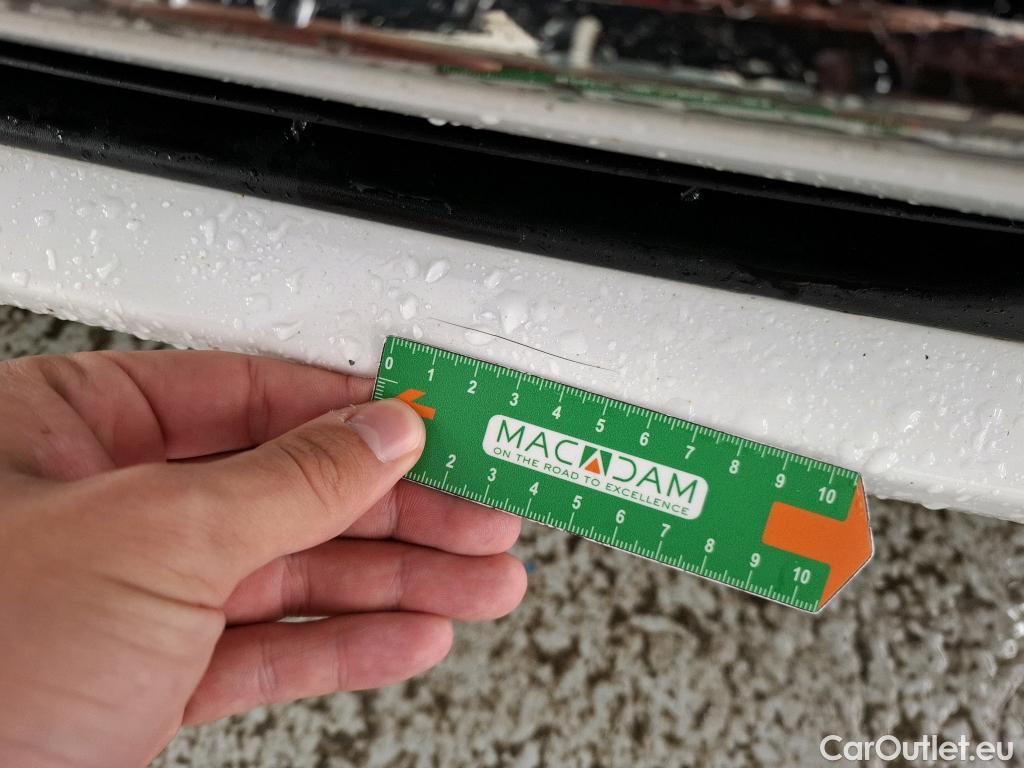 0 1 2 3 4 5 6 7 8 9 10
MACADAM
ON THE ROAD TO EXCELLENCE
2 3 4 5 6 7 8 9 10
CarOutlet.eu